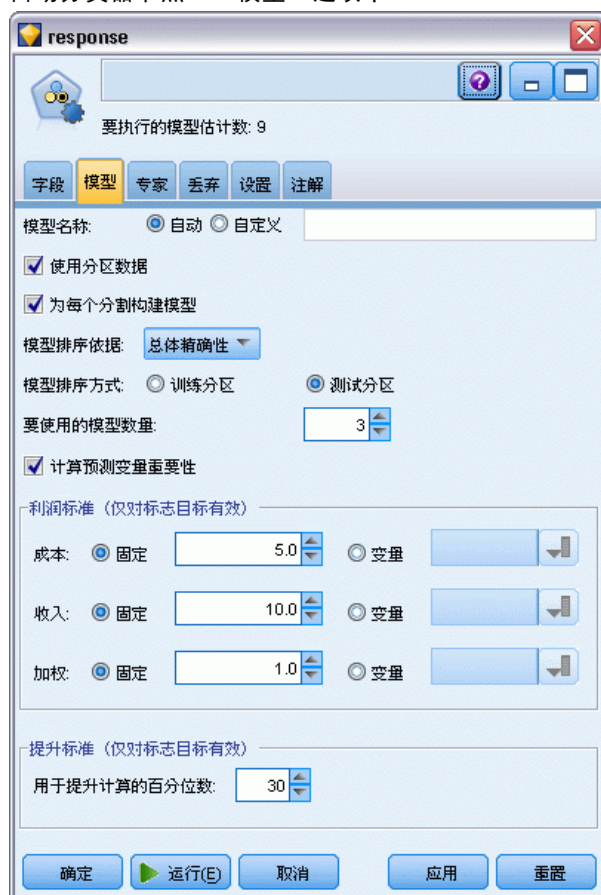 response
要执行的模型估计数: 9
字段 模型 专家 丢弃 设置 注解
模型名称: 自动 自定义
使用分区数据
为每个分割构建模型
模型排序依据: 总体精确性
模型排序方式: 训练分区 测试分区
要使用的模型数量: 3
计算预测变量重要性
利润标准（仅对标志目标有效）
成本: 固定 5.0 变量
收入: 固定 10.0 变量
加权: 固定 1.0 变量
提升标准（仅对标志目标有效）
用于提升计算的百分位数: 30
确定 运行(E) 取消 应用 重置